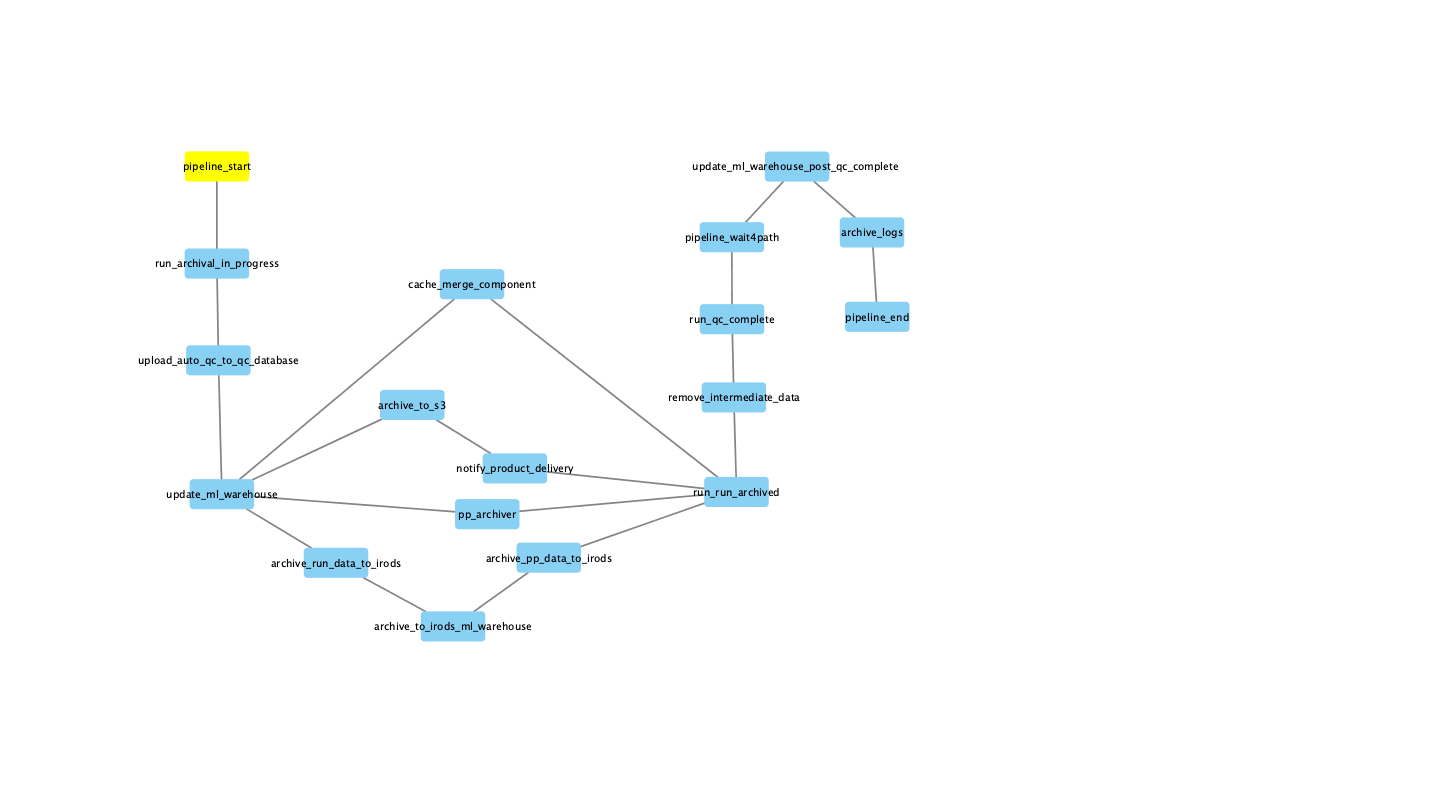 pipeline_start
update_ml_warehouse_post_qc_complete
archive_logs
pipeline_wait4path
run_archival_in_progress
cache_merge_component
pipeline_end
run_qc_complete
upload_auto_qc_to_qc_database
remove_intermediate_data
archive_to_s3
notify_product_delivery
run_run_archived
update_ml_warehouse
pp_archiver
archive_pp_data_to_irods
archive_run_data_to_irods
archive_to_irods_ml_warehouse